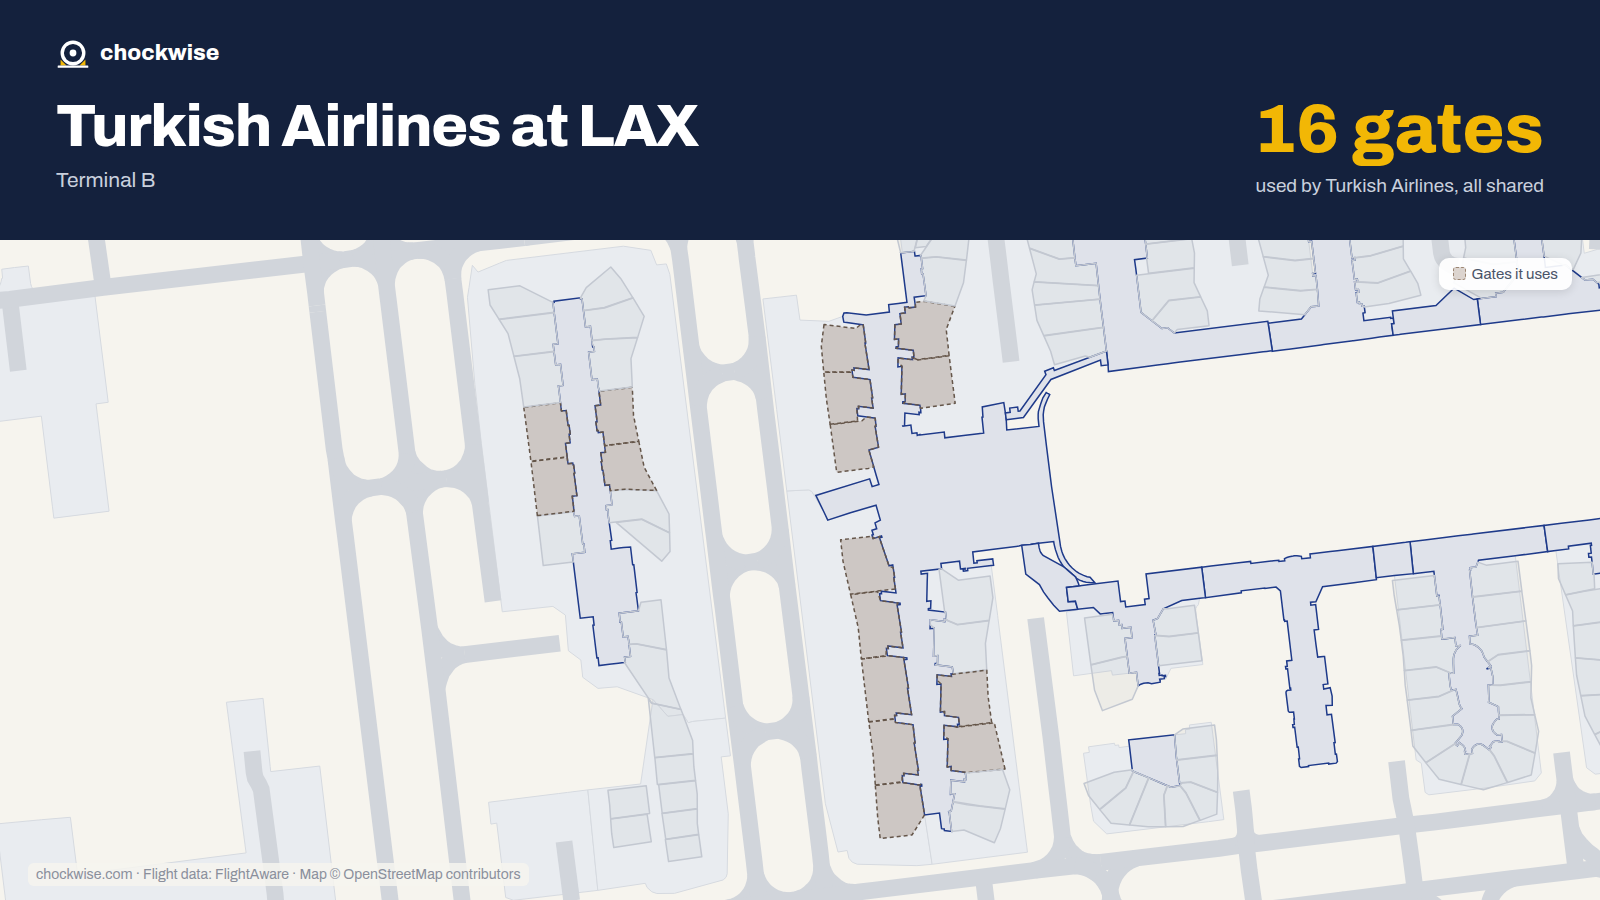 chockwise
Turkish Airlines at LAX
Terminal B
16 gates
used by Turkish Airlines, all shared
Gates it uses
chockwise.com · Flight data: FlightAware · Map © OpenStreetMap contributors